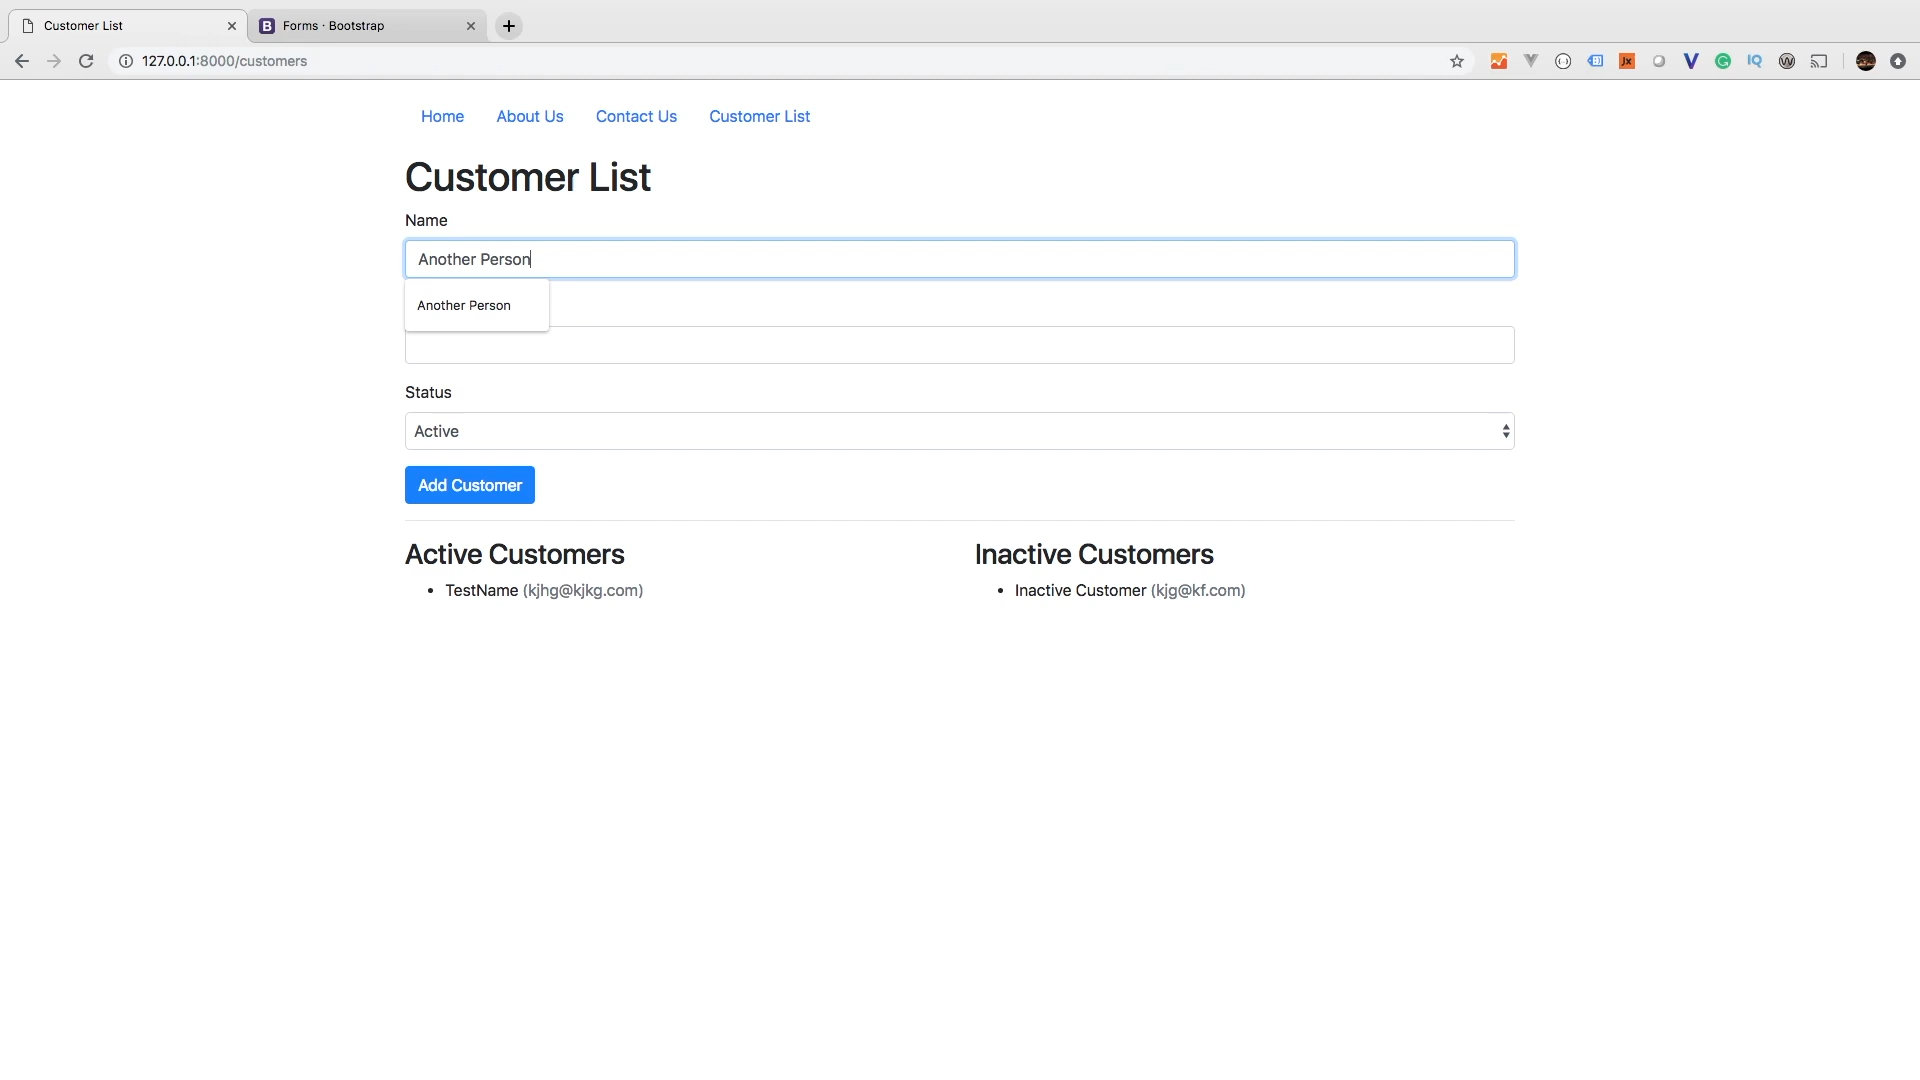 Customer List
Forms · Bootstrap
127.0.0.1:8000/customers
Home About Us Contact Us Customer List
Customer List
Name
Another Person
Another Person
Status
Active
Add Customer
Active Customers
TestName (kjhg@kjkg.com)
Inactive Customers
Inactive Customer (kjg@kf.com)